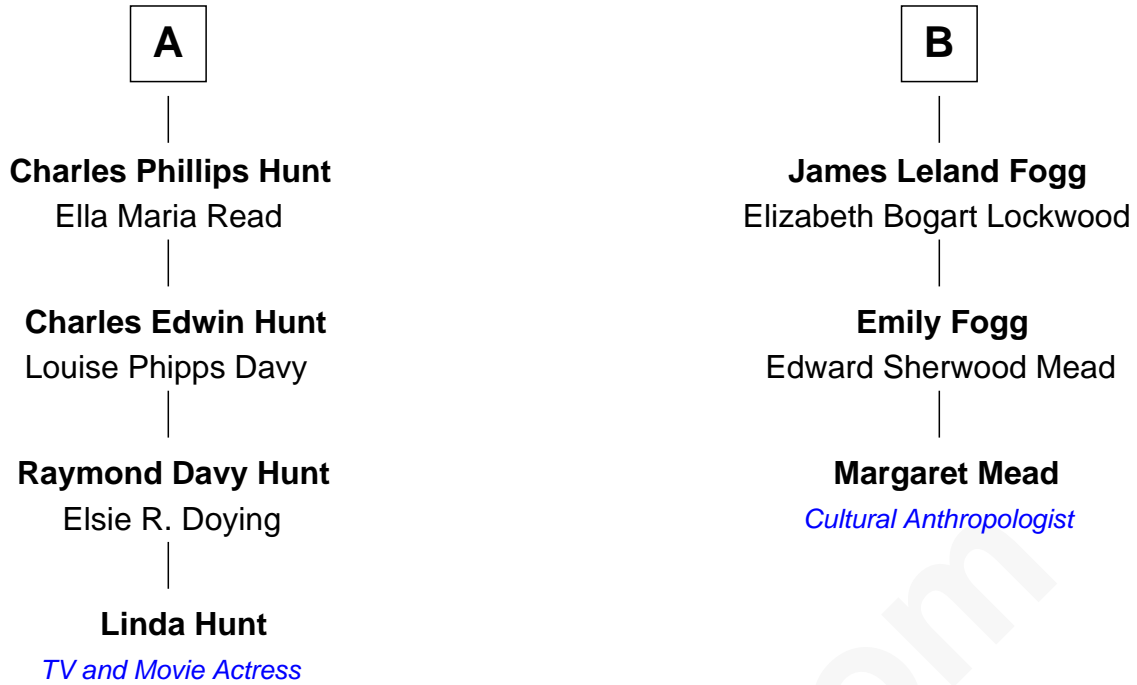 A
Charles Phillips Hunt
Ella Maria Read
Charles Edwin Hunt
Louise Phipps Davy
Raymond Davy Hunt
Elsie R. Doying
Linda Hunt
TV and Movie Actress
B
James Leland Fogg
Elizabeth Bogart Lockwood
Emily Fogg
Edward Sherwood Mead
Margaret Mead
Cultural Anthropologist
om